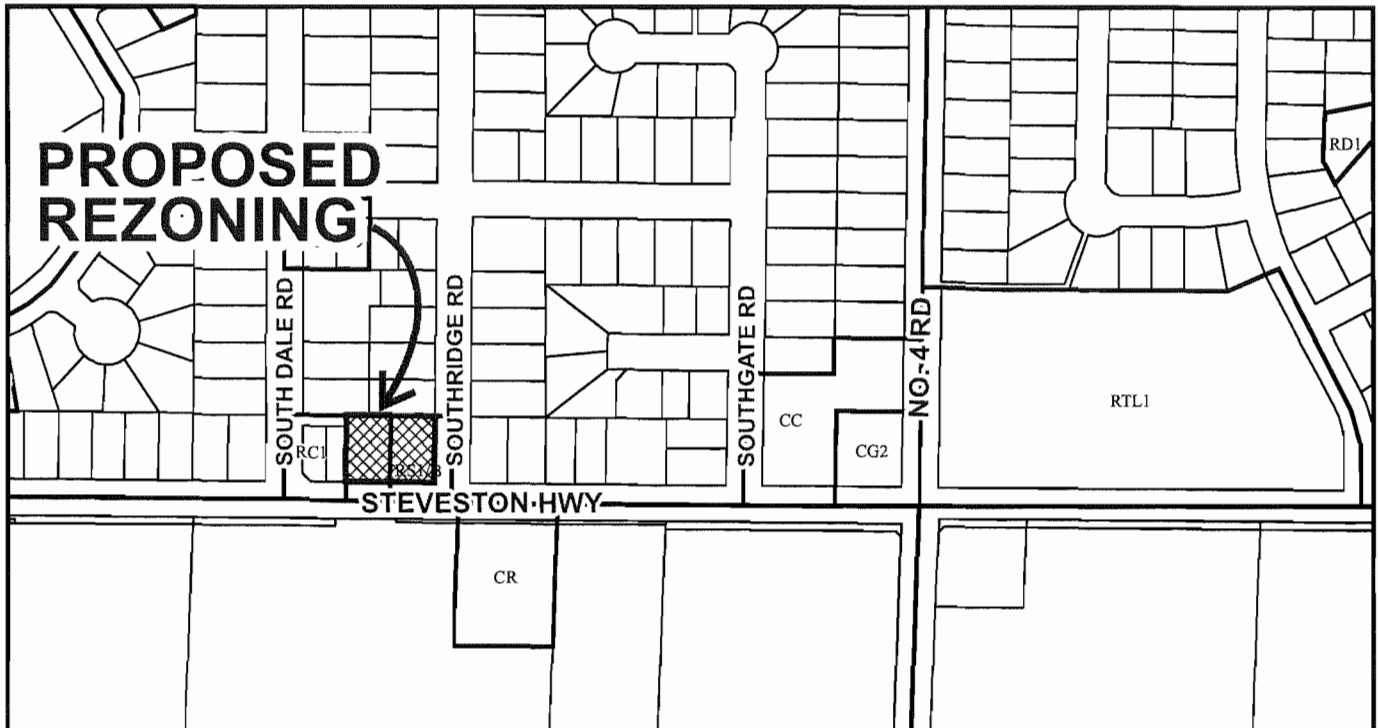 PROPOSED
REZONING
RD1
SOUTH DALE RD
SOUTHRIDGE RD
SOUTHGATE RD
NO. 4 RD
RTL1
CC
CG2
RC1
STEVESTON HWY
CR